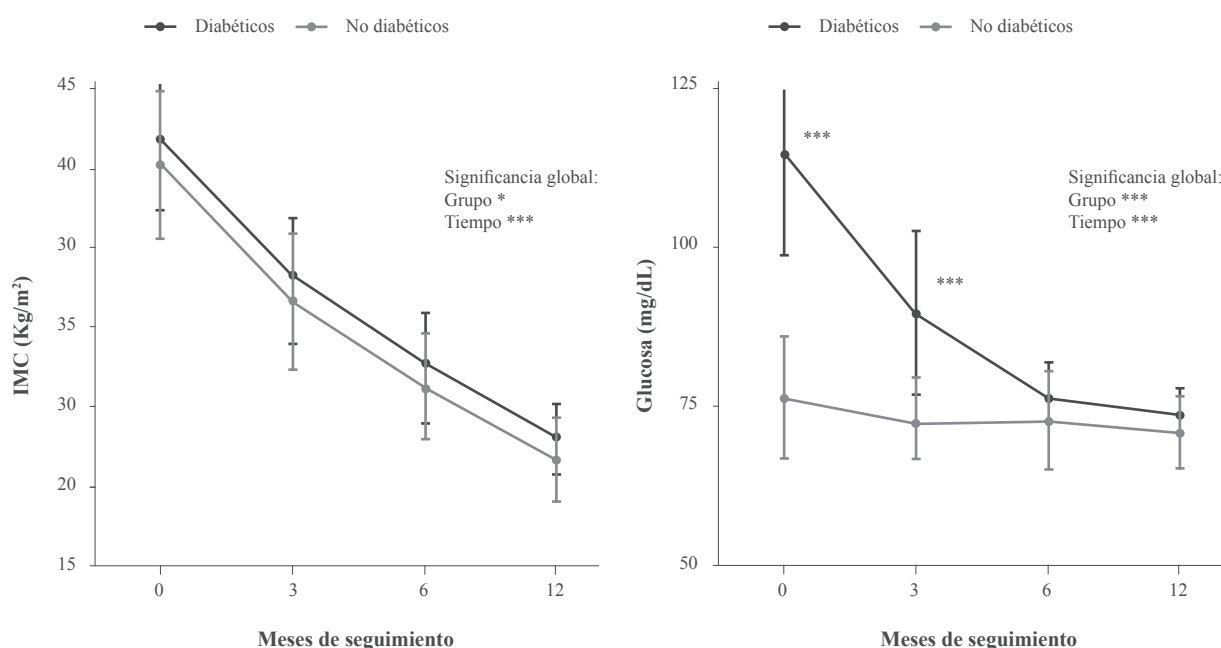 Diabéticos No diabéticos
45
40
30
35
30
20
15
IMC (Kg/m²)
Significancia global:
Grupo *
Tiempo ***
0 3 6 12
Meses de seguimiento
Diabéticos No diabéticos
125
100
75
50
Glucosa (mg/dL)
***
***
Significancia global:
Grupo ***
Tiempo ***
0 3 6 12
Meses de seguimiento